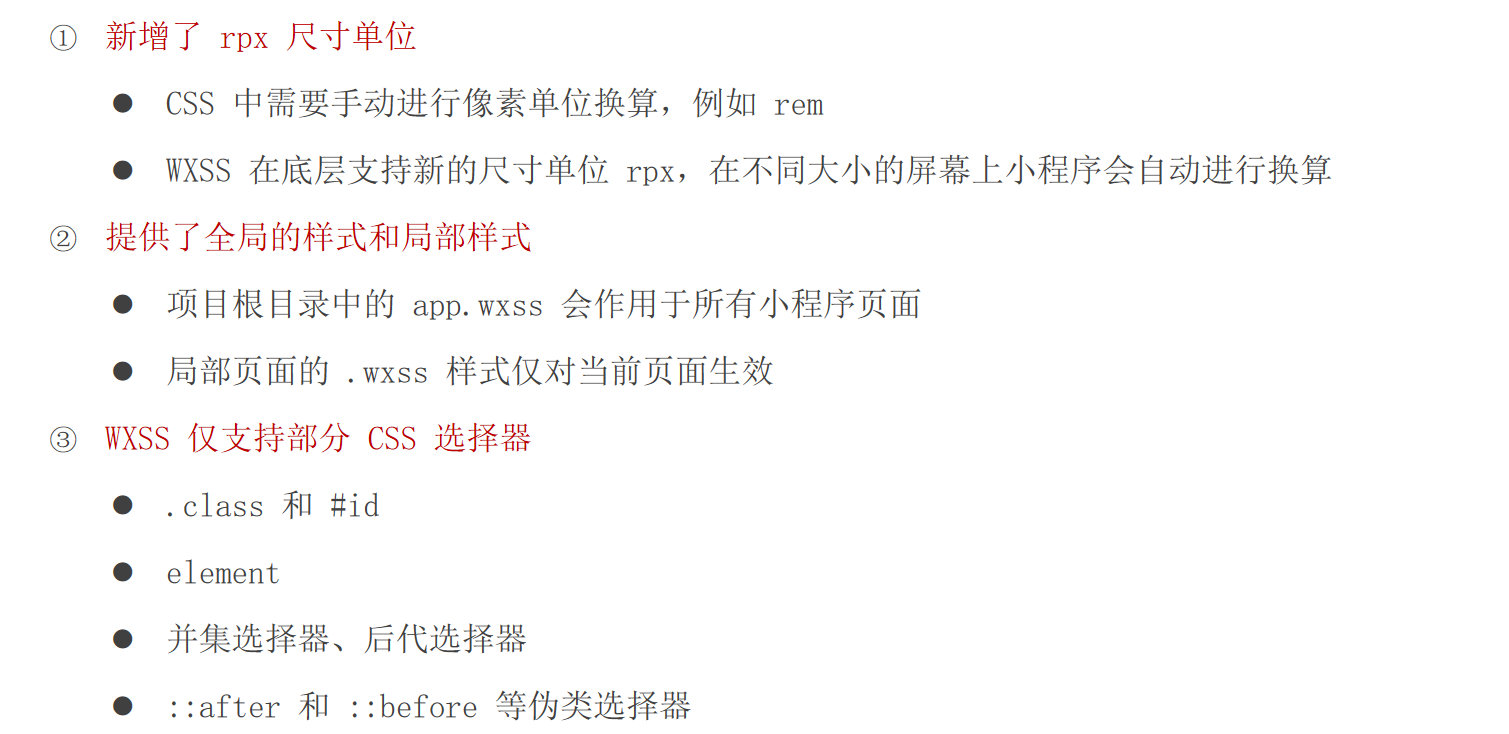 ① 新增了 rpx 尺寸单位
● CSS 中需要手动进行像素单位换算，例如 rem
● WXSS 在底层支持新的尺寸单位 rpx，在不同大小的屏幕上小程序会自动进行换算
② 提供了全局的样式和局部样式
● 项目根目录中的 app.wxss 会作用于所有小程序页面
● 局部页面的 .wxss 样式仅对当前页面生效
③ WXSS 仅支持部分 CSS 选择器
● .class 和 #id
● element
● 并集选择器、后代选择器
● ::after 和 ::before 等伪类选择器